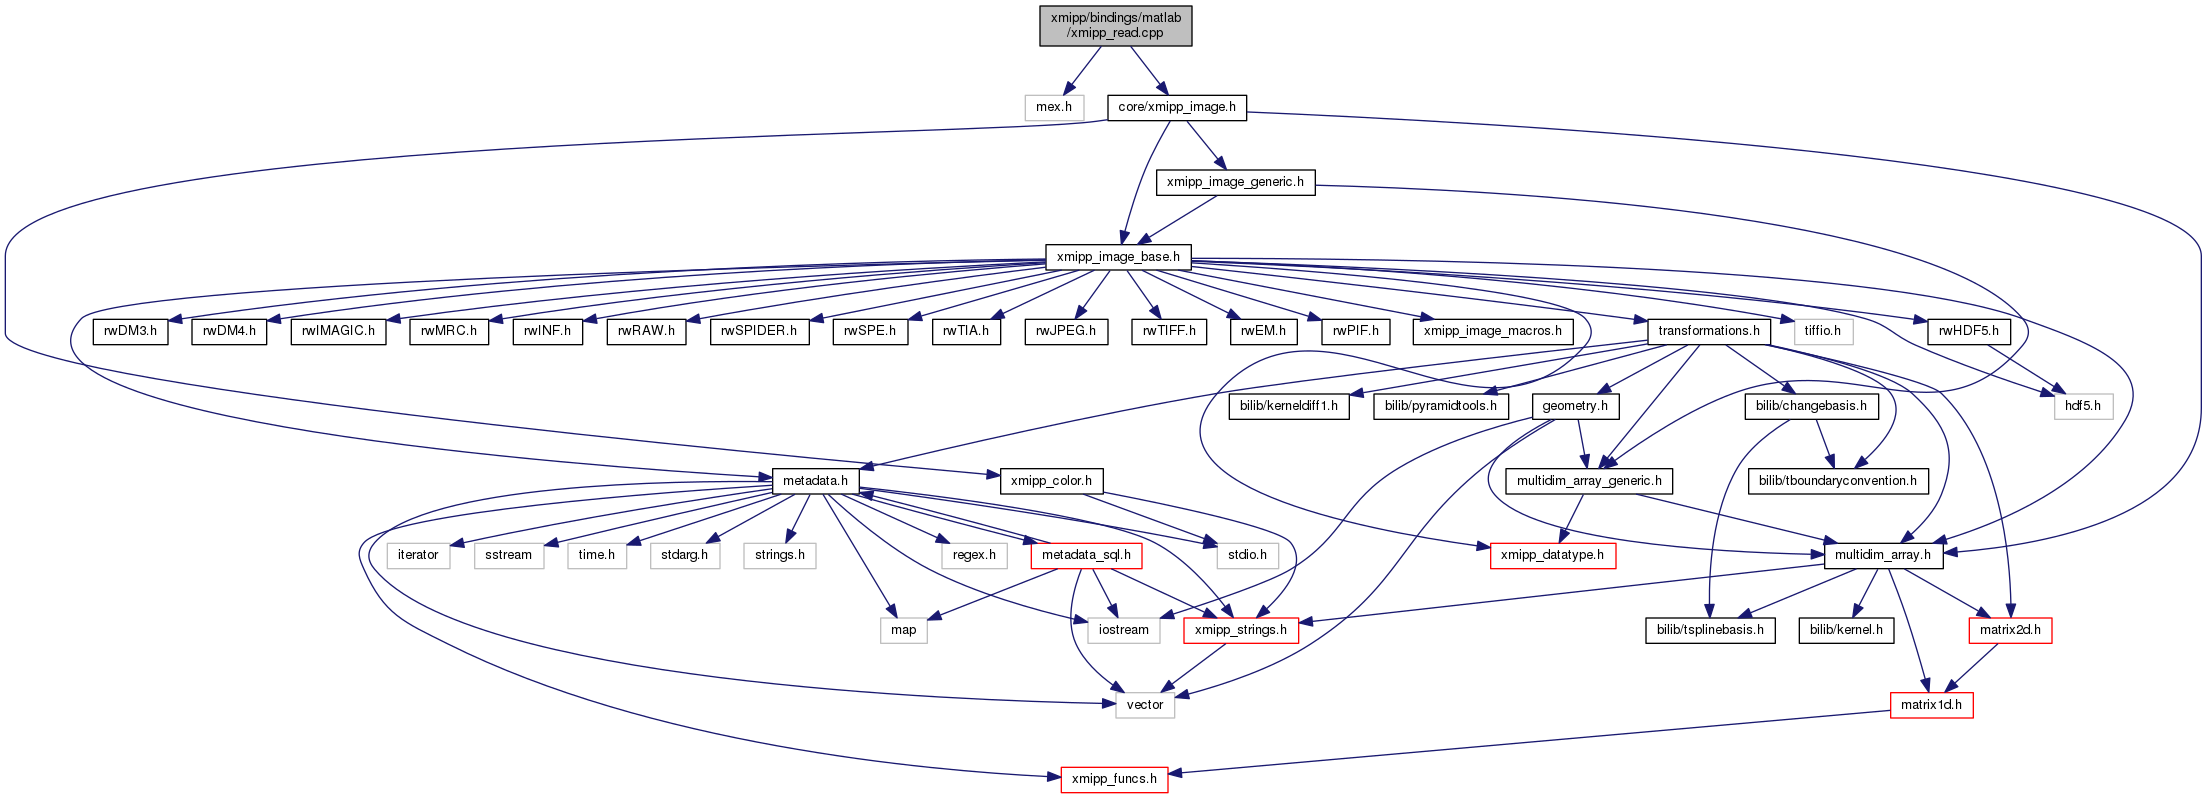 xmipp/bindings/matlab
/xmipp_read.cpp
mex.h
core/xmipp_image.h
xmipp_image_generic.h
xmipp_image_base.h
rwDM3.h
rwDM4.h
rwIMAGIC.h
rwMRC.h
rwINF.h
rwRAW.h
rwSPIDER.h
rwSPE.h
rwTIA.h
rwJPEG.h
rwTIFF.h
rwEM.h
rwPIF.h
xmipp_image_macros.h
transformations.h
tiffio.h
rwHDF5.h
bilib/kerneldiff1.h
bilib/pyramidtools.h
geometry.h
bilib/changebasis.h
hdf5.h
metadata.h
xmipp_color.h
multidim_array_generic.h
bilib/tboundaryconvention.h
iterator
sstream
time.h
stdarg.h
strings.h
regex.h
metadata_sql.h
stdio.h
xmipp_datatype.h
multidim_array.h
map
iostream
xmipp_strings.h
bilib/tsplinebasis.h
bilib/kernel.h
matrix2d.h
vector
matrix1d.h
xmipp_funcs.h